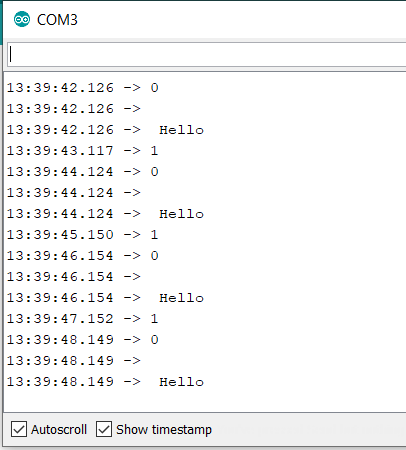 COM3
13:39:42.126 -> 0
13:39:42.126 ->
13:39:42.126 ->  Hello
13:39:43.117 -> 1
13:39:44.124 -> 0
13:39:44.124 ->
13:39:44.124 ->  Hello
13:39:45.150 -> 1
13:39:46.154 -> 0
13:39:46.154 ->
13:39:46.154 ->  Hello
13:39:47.152 -> 1
13:39:48.149 -> 0
13:39:48.149 ->
13:39:48.149 ->  Hello
Autoscroll Show timestamp